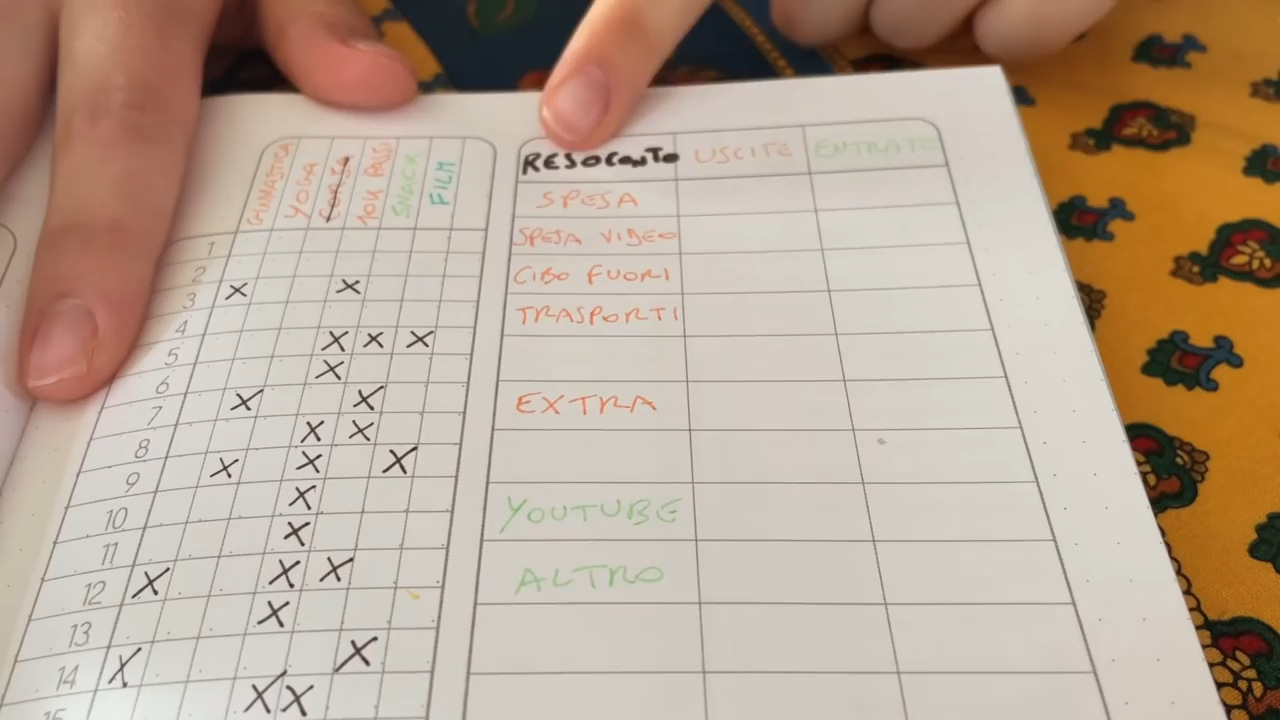 GINNASTICA YOGA CORSA 10K PASSI SNACK FILM
1
2
3 X X
4
5 X X X
6 X
7 X X
8 X X
9 X X X
10 X
11 X
12 X X X
13 X
14 X X
15 X X
RESOCONTO USCITE ENTRATE
SPESA
SPESA VIDEO
CIBO FUORI
TRASPORTI
EXTRA
YOUTUBE
ALTRO